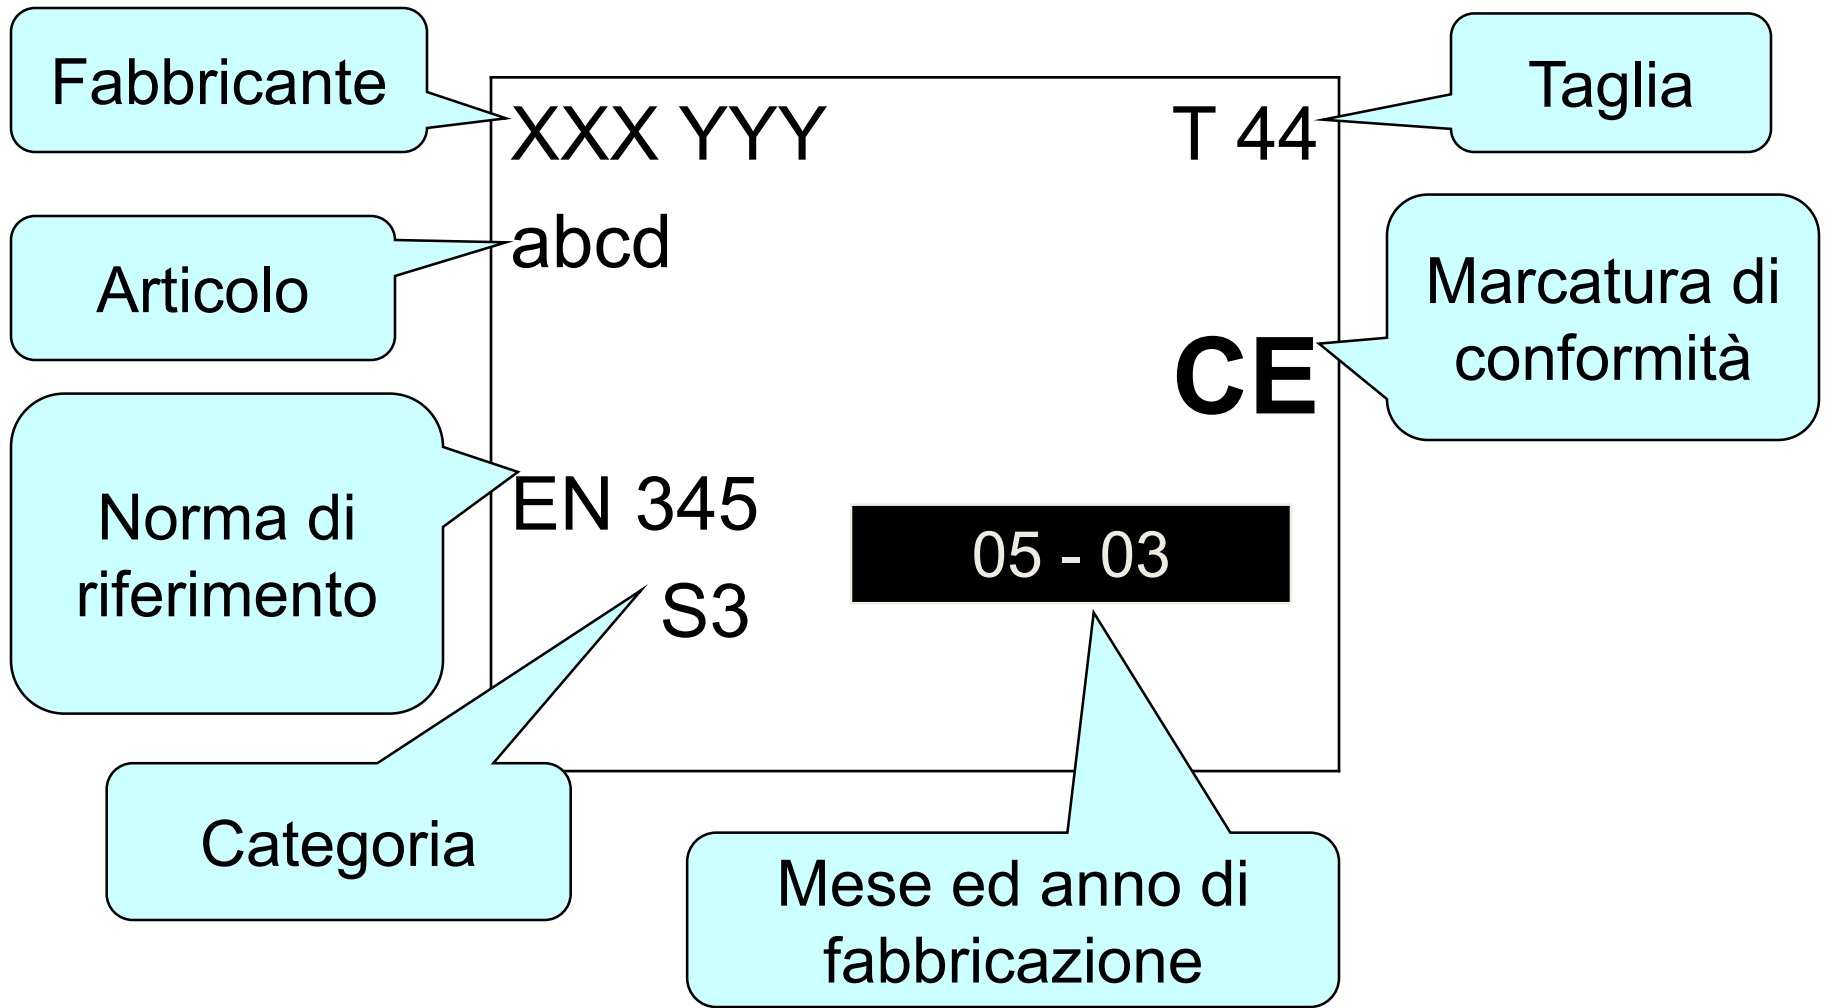 Fabbricante
Taglia
XXX YYY
T 44
abcd
Articolo
Marcatura di
conformità
CE
Norma di
riferimento
EN 345
05 - 03
S3
Categoria
Mese ed anno di
fabbricazione